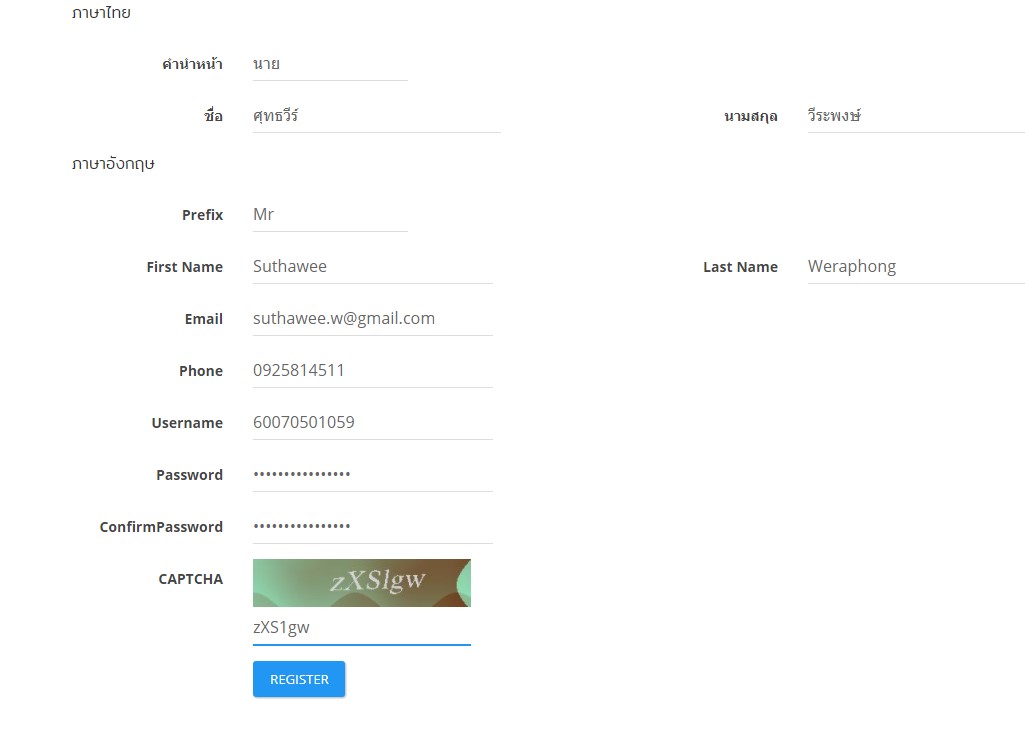 ภาษาไทย
คำนำหน้า นาย
ชื่อ ศุทธวีร์ นามสกุล วีระพงษ์
ภาษาอังกฤษ
Prefix Mr
First Name Suthawee Last Name Weraphong
Email suthawee.w@gmail.com
Phone 0925814511
Username 60070501059
Password ••••••••••••••••
ConfirmPassword ••••••••••••••••
CAPTCHA zXSlgw
zXS1gw
REGISTER